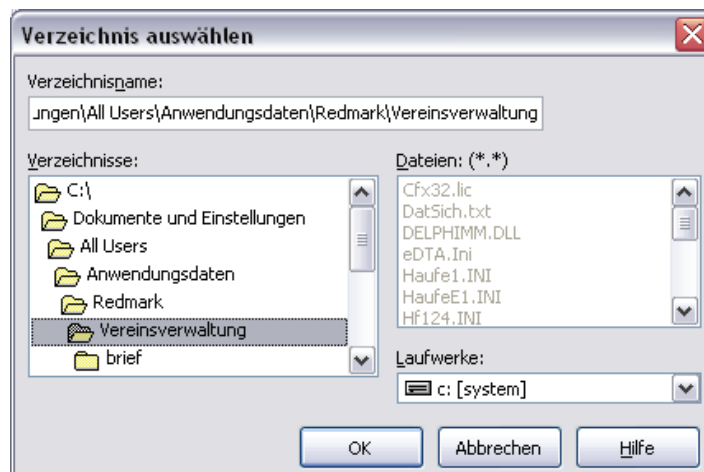 Verzeichnis auswählen
Verzeichnisname:
ungen\All Users\Anwendungsdaten\Redmark\Vereinsverwaltung
Verzeichnisse:
C:\
Dokumente und Einstellungen
All Users
Anwendungsdaten
Redmark
Vereinsverwaltung
brief
Dateien: (*.*)
Cfx32.lic
DatSich.txt
DELPHIMM.DLL
eDTA.Ini
Haufe1.INI
HaufeE1.INI
Hf124.INI
Laufwerke:
c: [system]
OK
Abbrechen
Hilfe